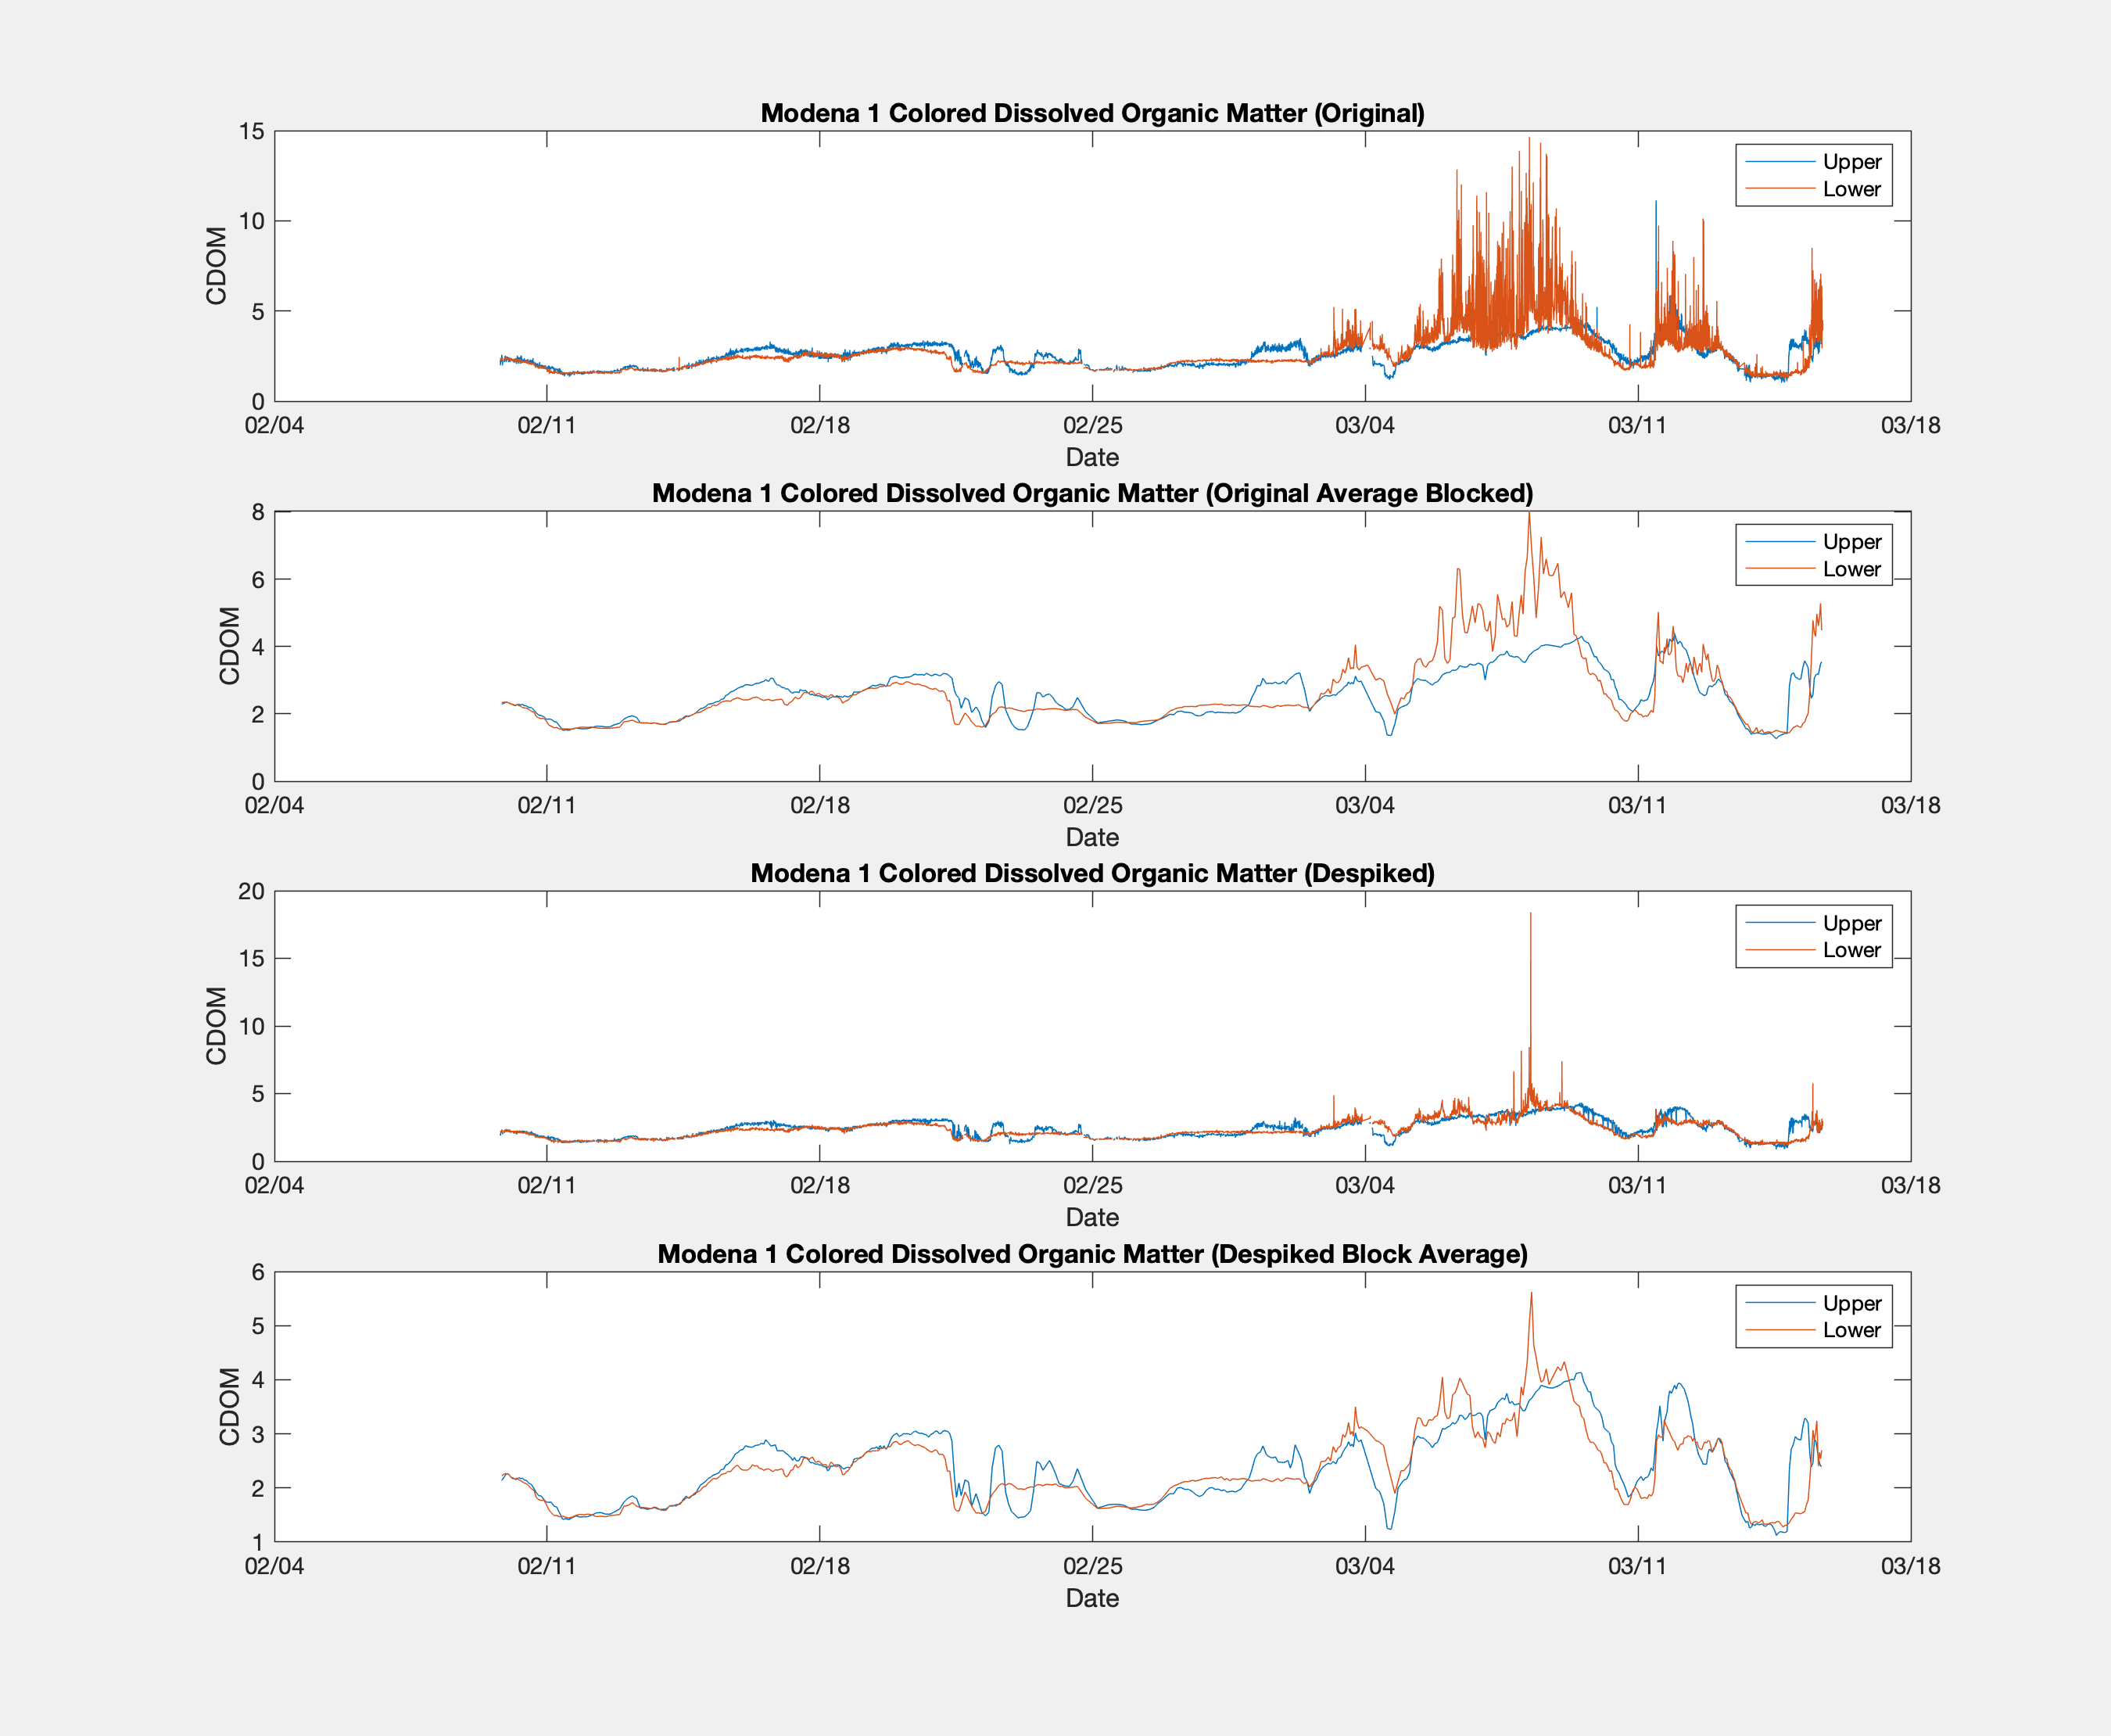 Modena 1 Colored Dissolved Organic Matter (Original)
15
10
5
0
CDOM
Upper
Lower
02/04 02/11 02/18 02/25 03/04 03/11 03/18
Date
Modena 1 Colored Dissolved Organic Matter (Original Average Blocked)
8
6
4
2
0
CDOM
Upper
Lower
02/04 02/11 02/18 02/25 03/04 03/11 03/18
Date
Modena 1 Colored Dissolved Organic Matter (Despiked)
20
15
10
5
0
CDOM
Upper
Lower
02/04 02/11 02/18 02/25 03/04 03/11 03/18
Date
Modena 1 Colored Dissolved Organic Matter (Despiked Block Average)
6
5
4
3
2
1
CDOM
Upper
Lower
02/04 02/11 02/18 02/25 03/04 03/11 03/18
Date